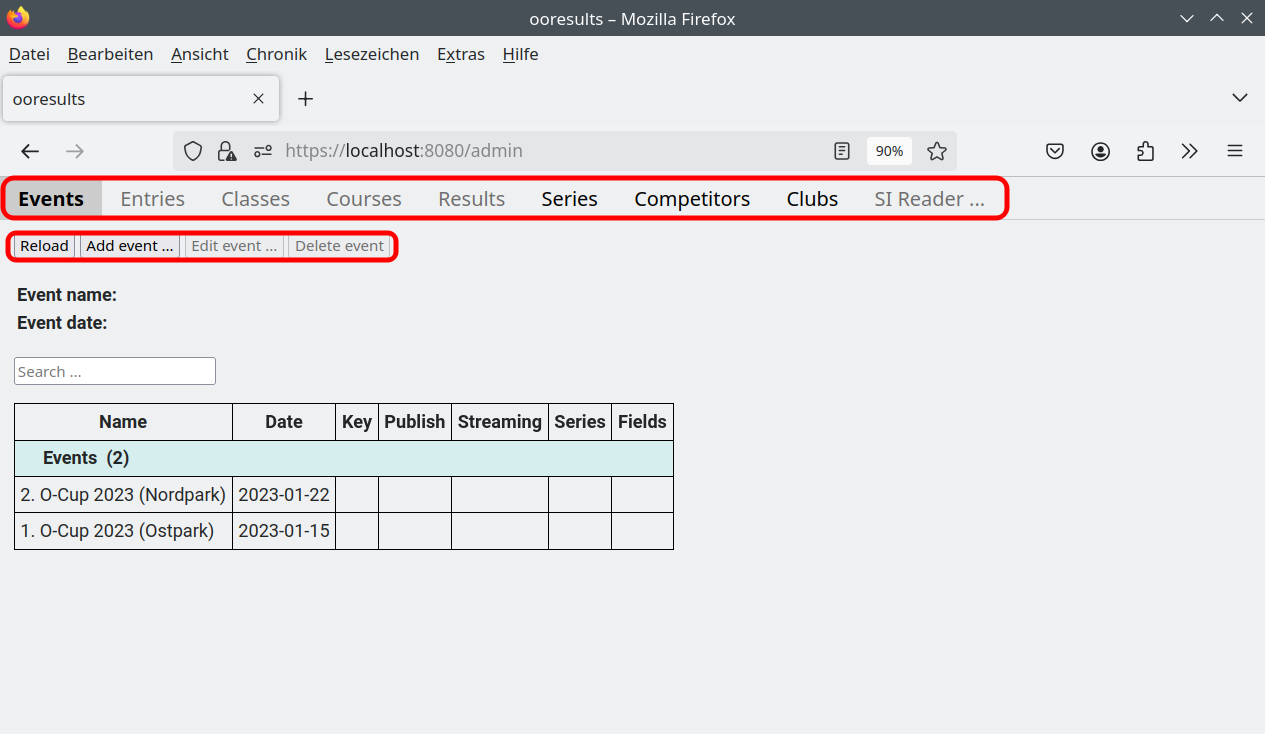 ooresults – Mozilla Firefox
Datei Bearbeiten Ansicht Chronik Lesezeichen Extras Hilfe
ooresults
https://localhost:8080/admin 90%
Events Entries Classes Courses Results Series Competitors Clubs SI Reader ...
Reload Add event ... Edit event ... Delete event
Event name:
Event date:
Search ...
Name Date Key Publish Streaming Series Fields
Events (2)
2. O-Cup 2023 (Nordpark) 2023-01-22
1. O-Cup 2023 (Ostpark) 2023-01-15